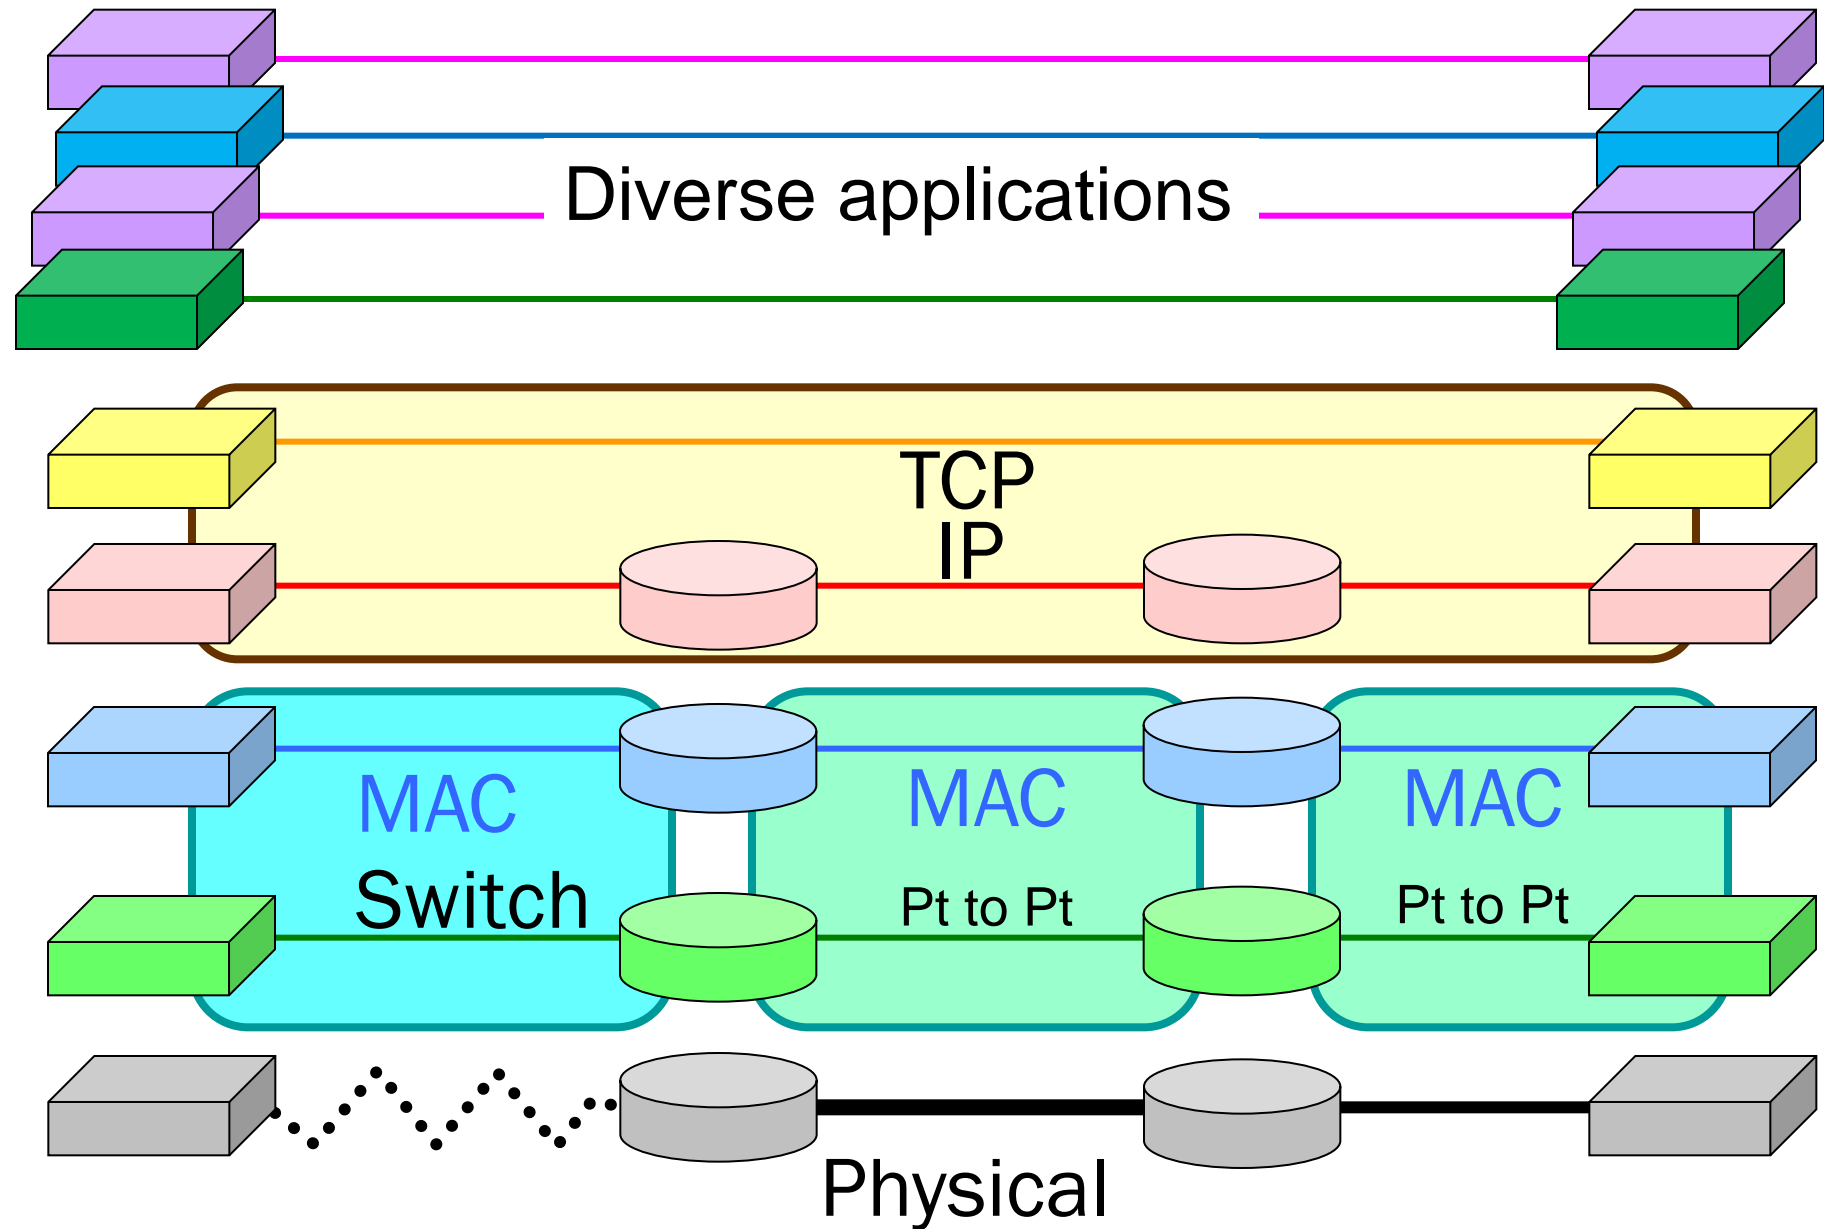 Diverse applications
TCP
IP
MAC
MAC
MAC
Switch
Pt to Pt
Pt to Pt
Physical